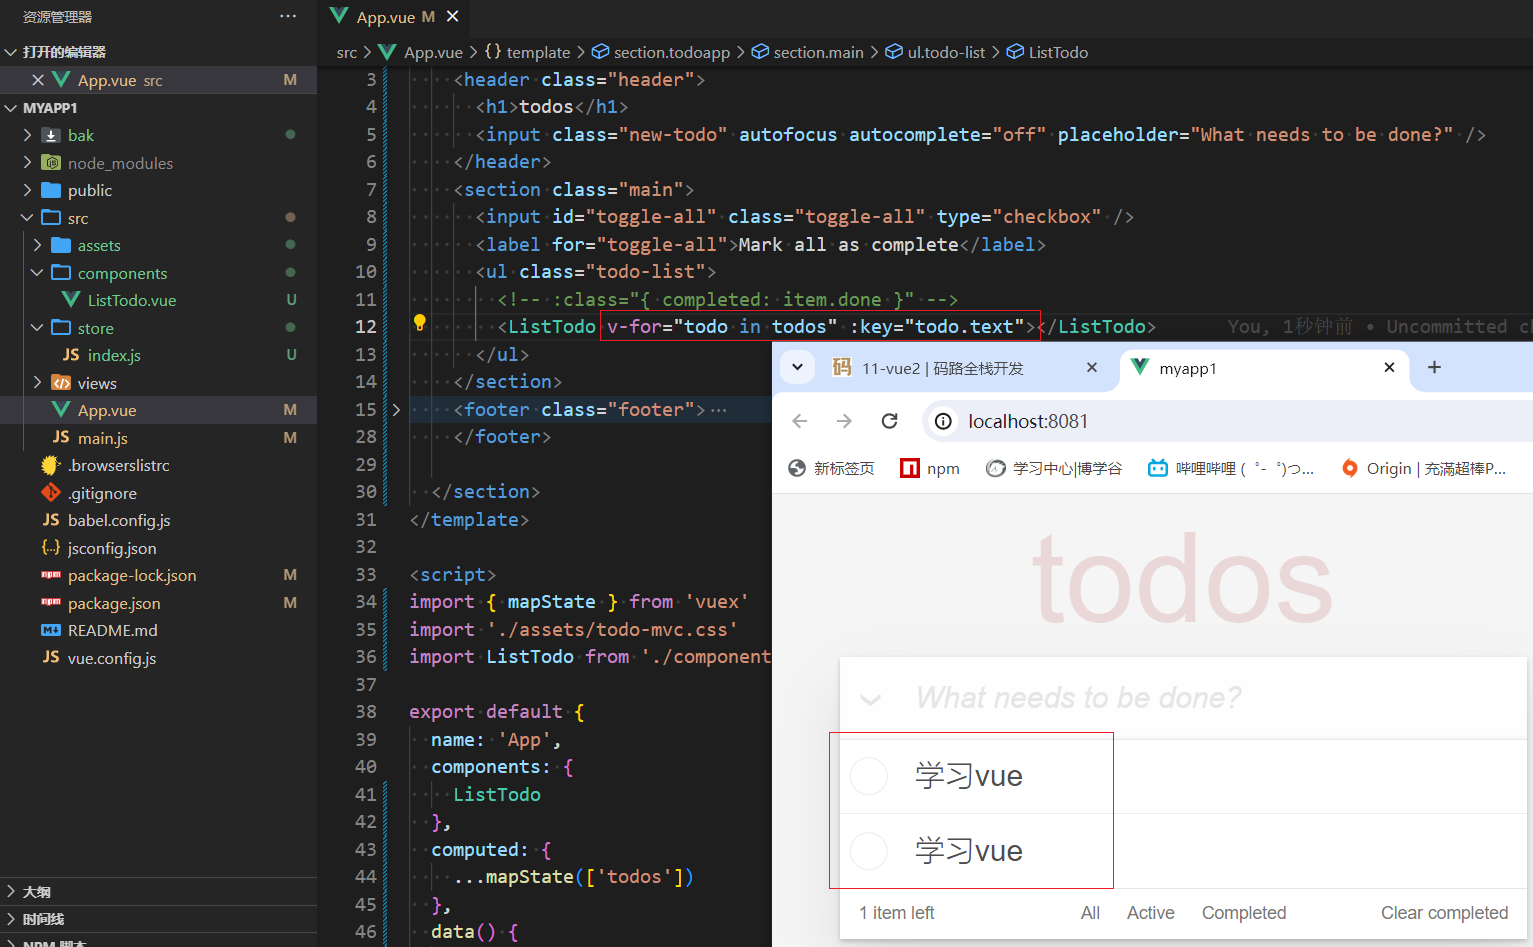 资源管理器 ···
打开的编辑器
App.vue src M
MYAPP1
bak
node_modules
public
src
assets
components
ListTodo.vue U
store
index.js U
views
App.vue M
main.js M
.browserslistrc
.gitignore
babel.config.js
jsconfig.json
package-lock.json M
package.json M
README.md
vue.config.js
大纲
时间线
NPM 脚本
App.vue M
src > App.vue > {} template > section.todoapp > section.main > ul.todo-list > ListTodo
3 <header class="header">
4 <h1>todos</h1>
5 <input class="new-todo" autofocus autocomplete="off" placeholder="What needs to be done?" />
6 </header>
7 <section class="main">
8 <input id="toggle-all" class="toggle-all" type="checkbox" />
9 <label for="toggle-all">Mark all as complete</label>
10 <ul class="todo-list">
11 <!-- :class="{ completed: item.done }" -->
12 <ListTodo v-for="todo in todos" :key="todo.text"></ListTodo> You, 1秒钟前 • Uncommitted ch
13 </ul>
14 </section>
15 <footer class="footer">···
28 </footer>
29
30 </section>
31 </template>
32
33 <script>
34 import { mapState } from 'vuex'
35 import './assets/todo-mvc.css'
36 import ListTodo from './component
37
38 export default {
39 name: 'App',
40 components: {
41 ListTodo
42 },
43 computed: {
44 ...mapState(['todos'])
45 },
46 data() {
11-vue2 | 码路全栈开发
myapp1
localhost:8081
新标签页
npm
学习中心|博学谷
哔哩哔哩 (゜-゜)つ...
Origin | 充满超棒P...
todos
What needs to be done?
学习vue
学习vue
1 item left All Active Completed Clear completed